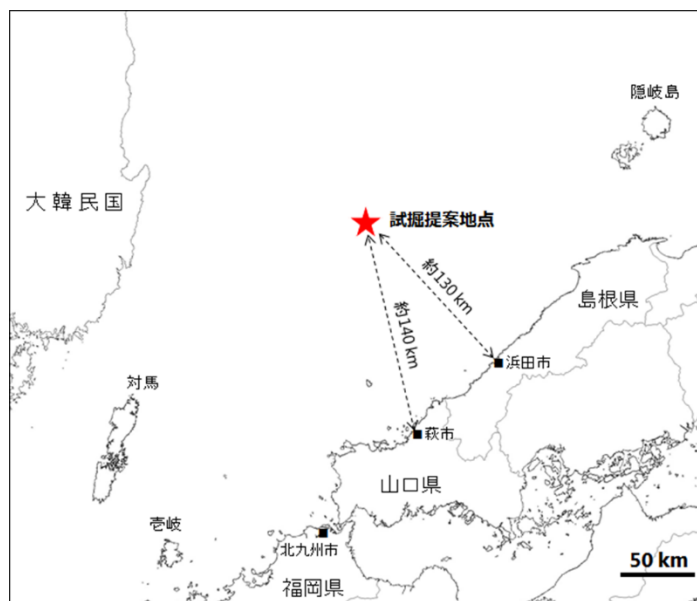 隠岐島
大韓民国
試掘提案地点
約130 km
島根県
約140 km
浜田市
対馬
萩市
山口県
壱岐
北九州市
福岡県
50 km